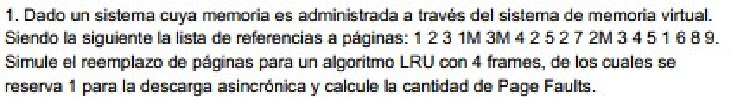 1. Dado un sistema cuya memoria es administrada a través del sistema de memoria virtual.
Siendo la siguiente la lista de referencias a páginas: 1 2 3 1M 3M 4 2 5 2 7 2M 3 4 5 1 6 8 9.
Simule el reemplazo de páginas para un algoritmo LRU con 4 frames, de los cuales se
reserva 1 para la descarga asincrónica y calcule la cantidad de Page Faults.